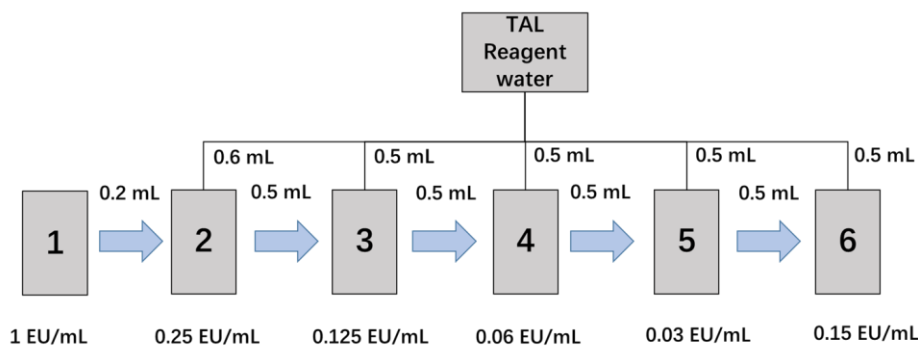 TAL
Reagent
water
0.6 mL 0.5 mL 0.5 mL 0.5 mL 0.5 mL
0.2 mL 0.5 mL 0.5 mL 0.5 mL 0.5 mL
1 2 3 4 5 6
1 EU/mL 0.25 EU/mL 0.125 EU/mL 0.06 EU/mL 0.03 EU/mL 0.15 EU/mL